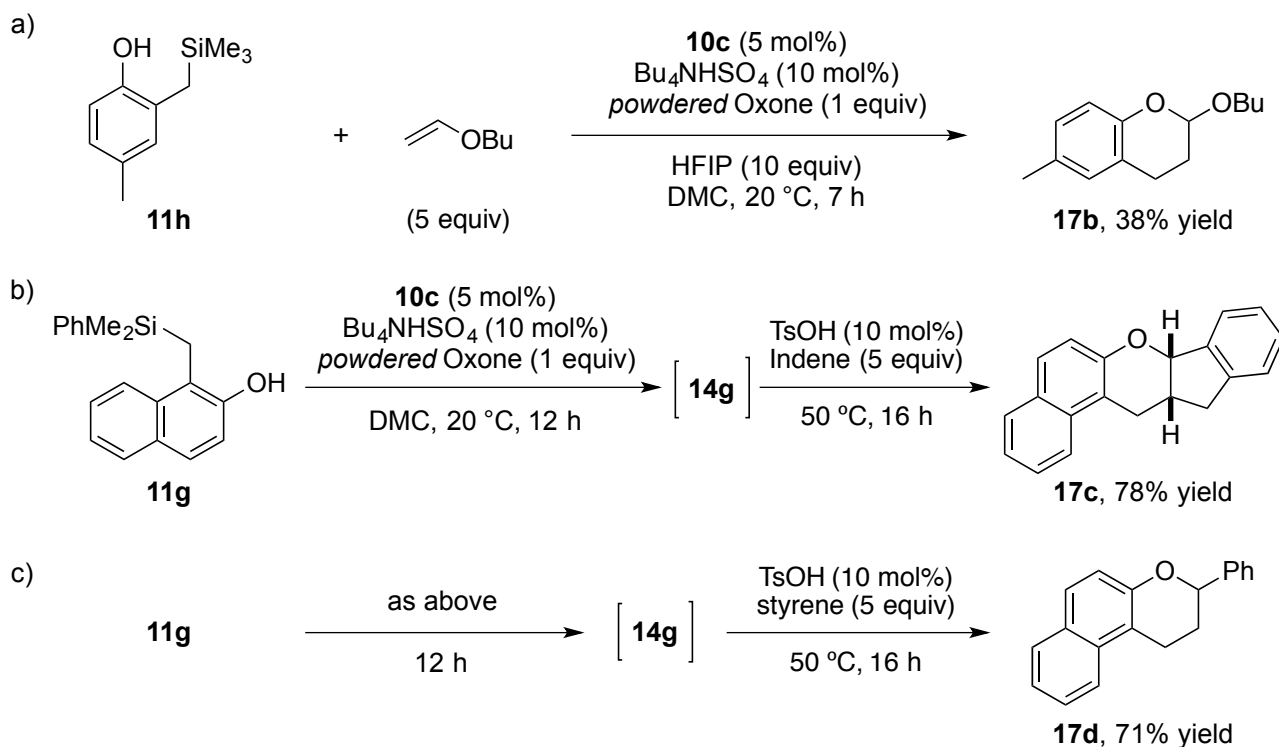 a)
OH
SiMe3
11h
+
OBu
(5 equiv)
10c (5 mol%)
Bu4NHSO4 (10 mol%)
powdered Oxone (1 equiv)
HFIP (10 equiv)
DMC, 20 °C, 7 h
O
OBu
17b, 38% yield
b)
PhMe2Si
OH
11g
10c (5 mol%)
Bu4NHSO4 (10 mol%)
powdered Oxone (1 equiv)
DMC, 20 °C, 12 h
[ 14g ]
TsOH (10 mol%)
Indene (5 equiv)
50 ºC, 16 h
H
O
H
17c, 78% yield
c)
11g
as above
12 h
[ 14g ]
TsOH (10 mol%)
styrene (5 equiv)
50 ºC, 16 h
O
Ph
17d, 71% yield